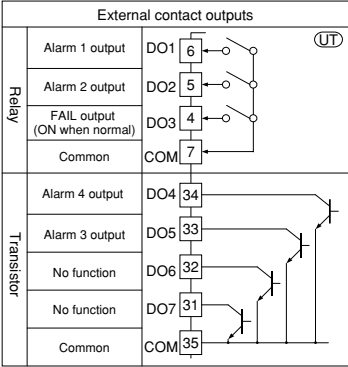 External contact outputs
UT
Relay
Alarm 1 output DO1 6
Alarm 2 output DO2 5
FAIL output
(ON when normal) DO3 4
Common COM 7
Transistor
Alarm 4 output DO4 34
Alarm 3 output DO5 33
No function DO6 32
No function DO7 31
Common COM 35